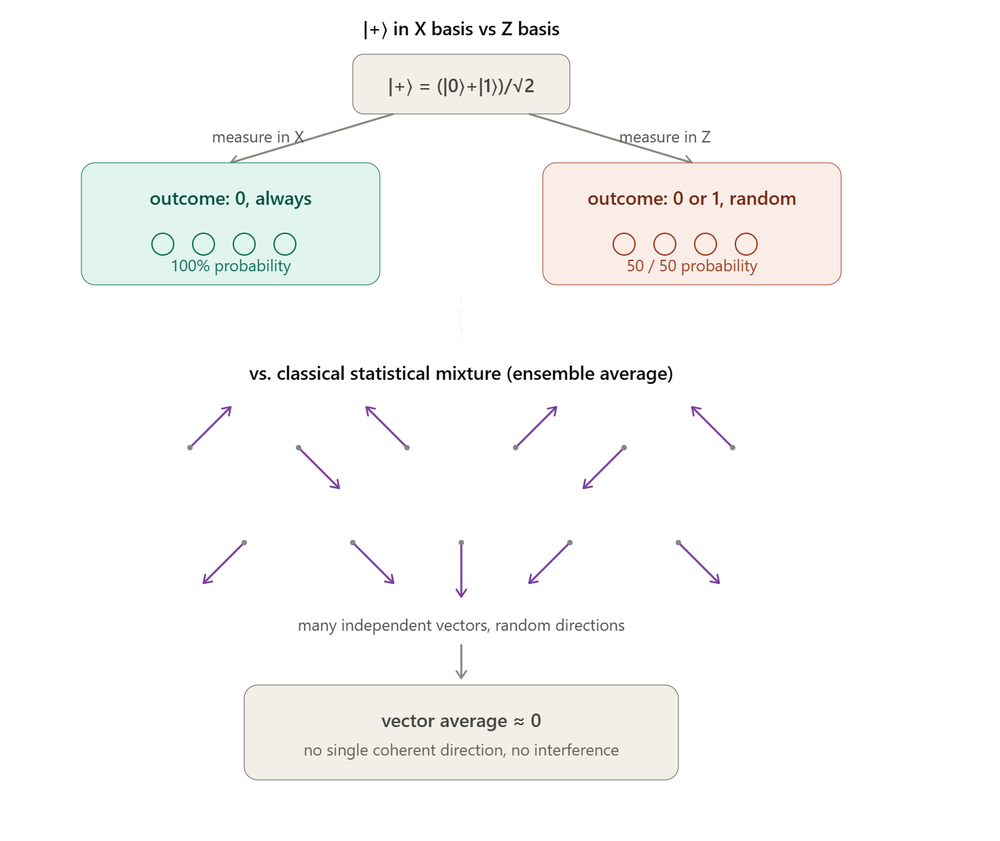 |+⟩ in X basis vs Z basis
|+⟩ = (|0⟩+|1⟩)/√2
measure in X
measure in Z
outcome: 0, always
outcome: 0 or 1, random
100% probability
50 / 50 probability
vs. classical statistical mixture (ensemble average)
many independent vectors, random directions
vector average ≈ 0
no single coherent direction, no interference